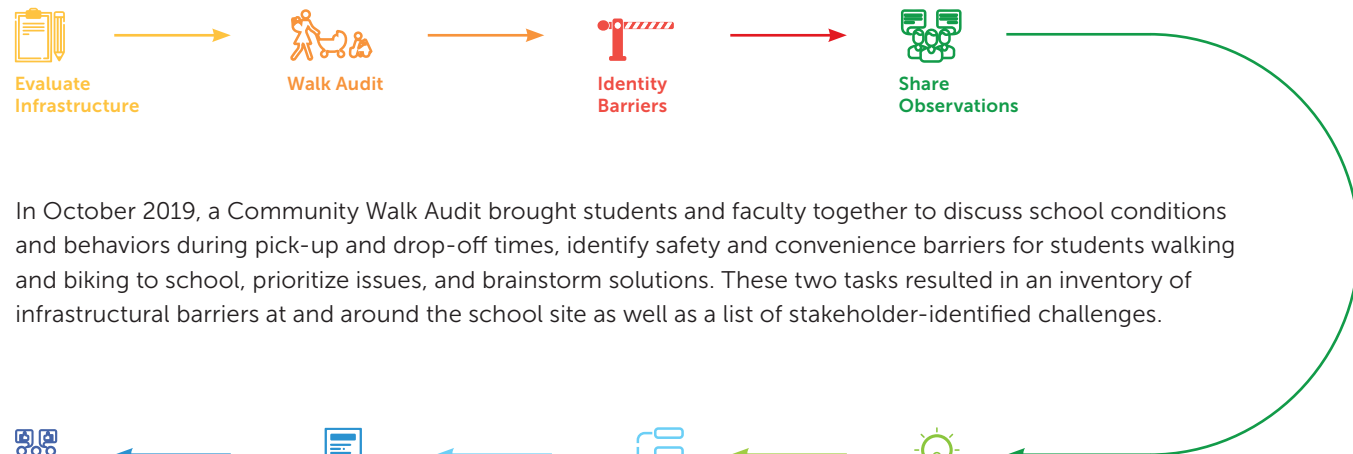 Evaluate
Infrastructure
Walk Audit
Identity
Barriers
Share
Observations
In October 2019, a Community Walk Audit brought students and faculty together to discuss school conditions
and behaviors during pick-up and drop-off times, identify safety and convenience barriers for students walking
and biking to school, prioritize issues, and brainstorm solutions. These two tasks resulted in an inventory of
infrastructural barriers at and around the school site as well as a list of stakeholder-identified challenges.